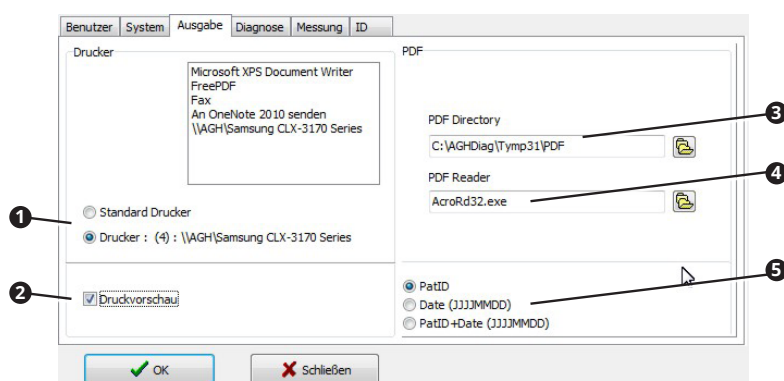 Benutzer System Ausgabe Diagnose Messung ID
Drucker
Microsoft XPS Document Writer
FreePDF
Fax
An OneNote 2010 senden
\\AGH\Samsung CLX-3170 Series
1
Standard Drucker
Drucker : (4) : \\AGH\Samsung CLX-3170 Series
2
Druckvorschau
PDF
PDF Directory
3
C:\AGHDiag\Tymp31\PDF
PDF Reader
4
AcroRd32.exe
5
PatID
Date (JJJJMMDD)
PatID+Date (JJJJMMDD)
OK Schließen